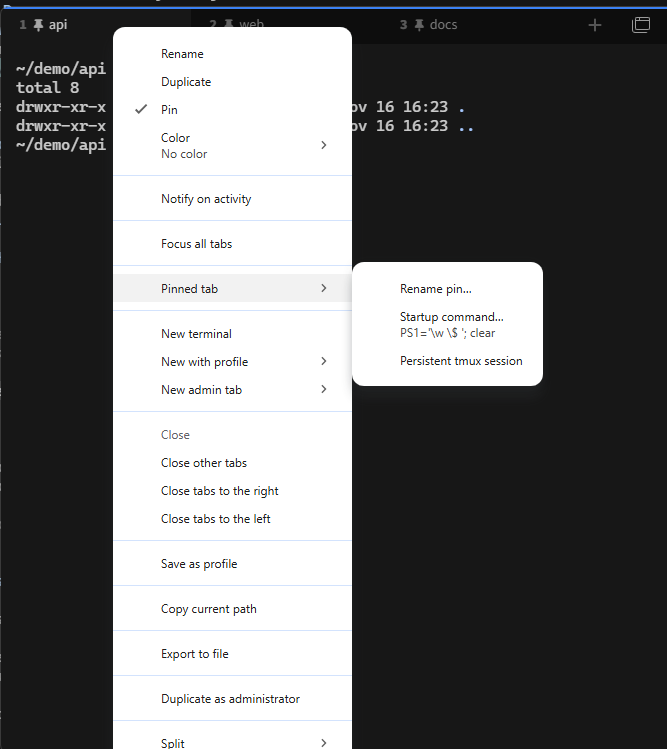 1 api
2 web
3 docs
~/demo/api
total 8
drwxr-xr-x ov 16 16:23 .
drwxr-xr-x ov 16 16:23 ..
~/demo/api
Rename
Duplicate
Pin
Color
No color
Notify on activity
Focus all tabs
Pinned tab
Rename pin...
Startup command...
PS1='\w \$ '; clear
Persistent tmux session
New terminal
New with profile
New admin tab
Close
Close other tabs
Close tabs to the right
Close tabs to the left
Save as profile
Copy current path
Export to file
Duplicate as administrator
Split